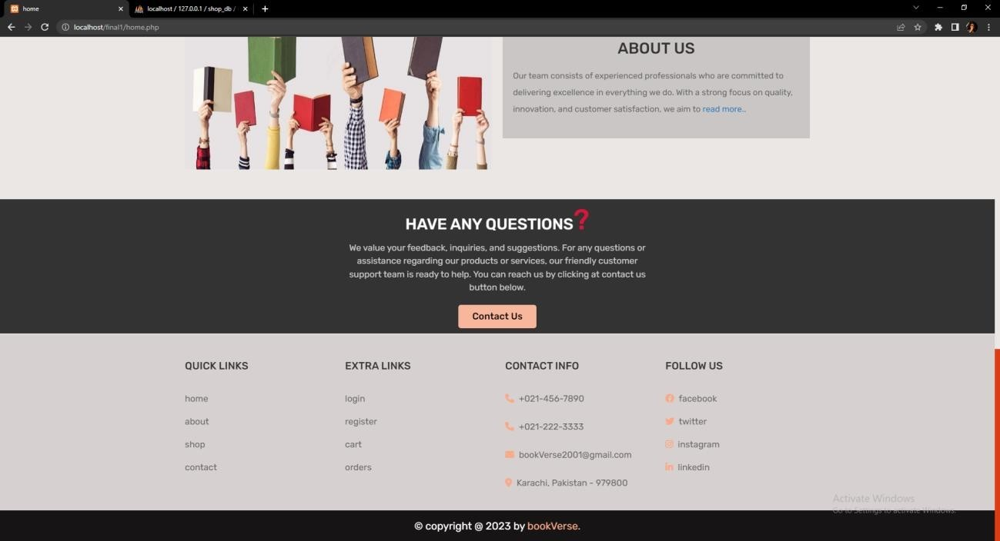 home
localhost / 127.0.0.1 / shop_db /
localhost/final1/home.php
ABOUT US
Our team consists of experienced professionals who are committed to
delivering excellence in everything we do. With a strong focus on quality,
innovation, and customer satisfaction, we aim to read more..
HAVE ANY QUESTIONS?
We value your feedback, inquiries, and suggestions. For any questions or
assistance regarding our products or services, our friendly customer
support team is ready to help. You can reach us by clicking at contact us
button below.
Contact Us
QUICK LINKS
home
about
shop
contact
EXTRA LINKS
login
register
cart
orders
CONTACT INFO
+021-456-7890
+021-222-3333
bookVerse2001@gmail.com
Karachi, Pakistan - 979800
FOLLOW US
facebook
twitter
instagram
linkedin
Activate Windows
Go to Settings to activate Windows.
© copyright @ 2023 by bookVerse.